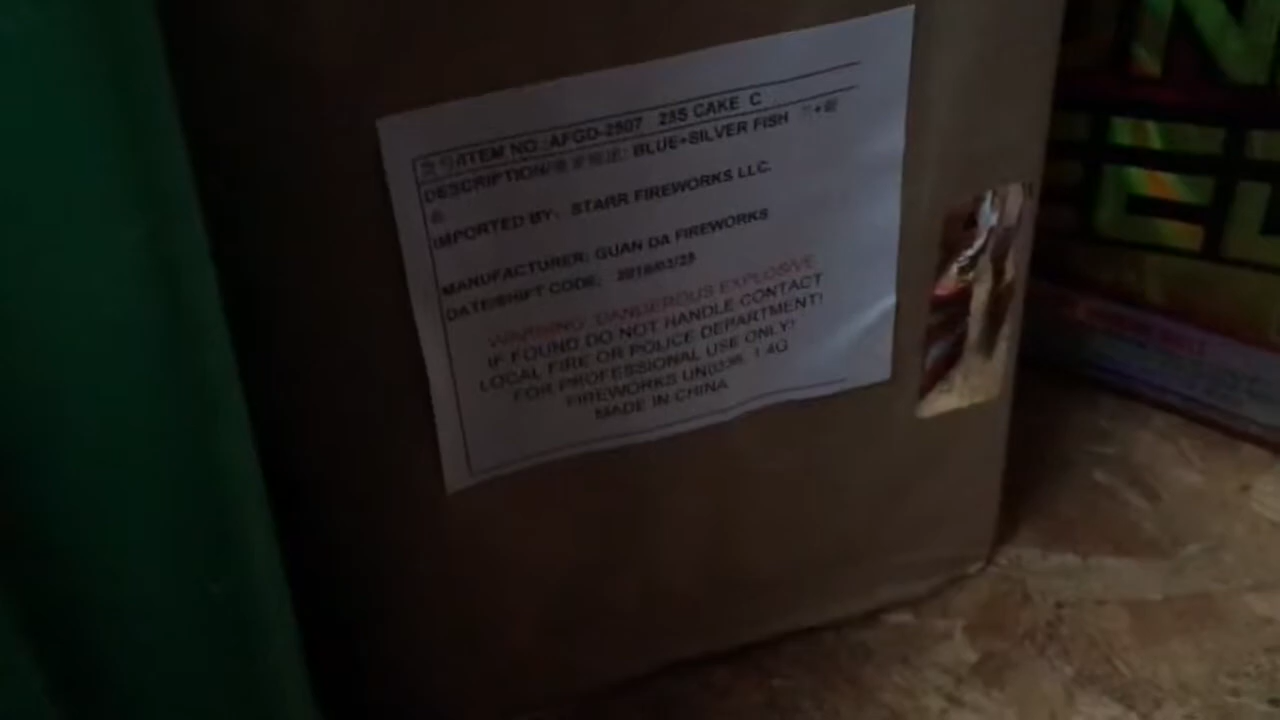 ITEM NO: AFGD-2507 25S CAKE C
DESCRIPTION/ BLUE+SILVER FISH
IMPORTED BY: STARR FIREWORKS LLC.
MANUFACTURER: GUAN DA FIREWORKS
DATE/SHIFT CODE:
WARNING: DANGEROUS EXPLOSIVE
IF FOUND DO NOT HANDLE CONTACT
LOCAL FIRE OR POLICE DEPARTMENT!
FOR PROFESSIONAL USE ONLY!
FIREWORKS UN0336, 1.4G
MADE IN CHINA